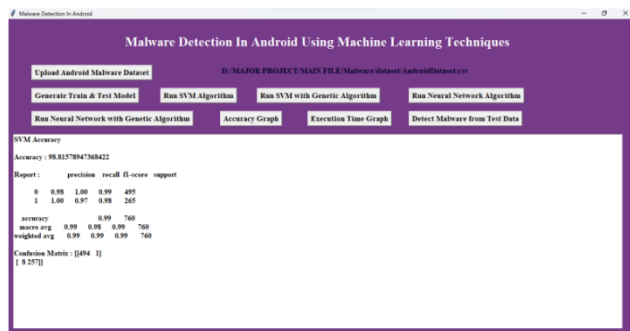 Malware Detection In Android
Malware Detection In Android Using Machine Learning Techniques
Upload Android Malware Dataset D:/MAJOR PROJECT/MAIN FILE/Malware/dataset/AndroidDataset.csv
Generate Train & Test Model Run SVM Algorithm Run SVM with Genetic Algorithm Run Neural Network Algorithm
Run Neural Network with Genetic Algorithm Accuracy Graph Execution Time Graph Detect Malware from Test Data
SVM Accuracy
Accuracy : 98.81578947368422
Report : precision recall f1-score support
0 0.98 1.00 0.99 495
1 1.00 0.97 0.98 265
accuracy 0.99 760
macro avg 0.99 0.98 0.99 760
weighted avg 0.99 0.99 0.99 760
Confusion Matrix : [[494 1]
[ 8 257]]